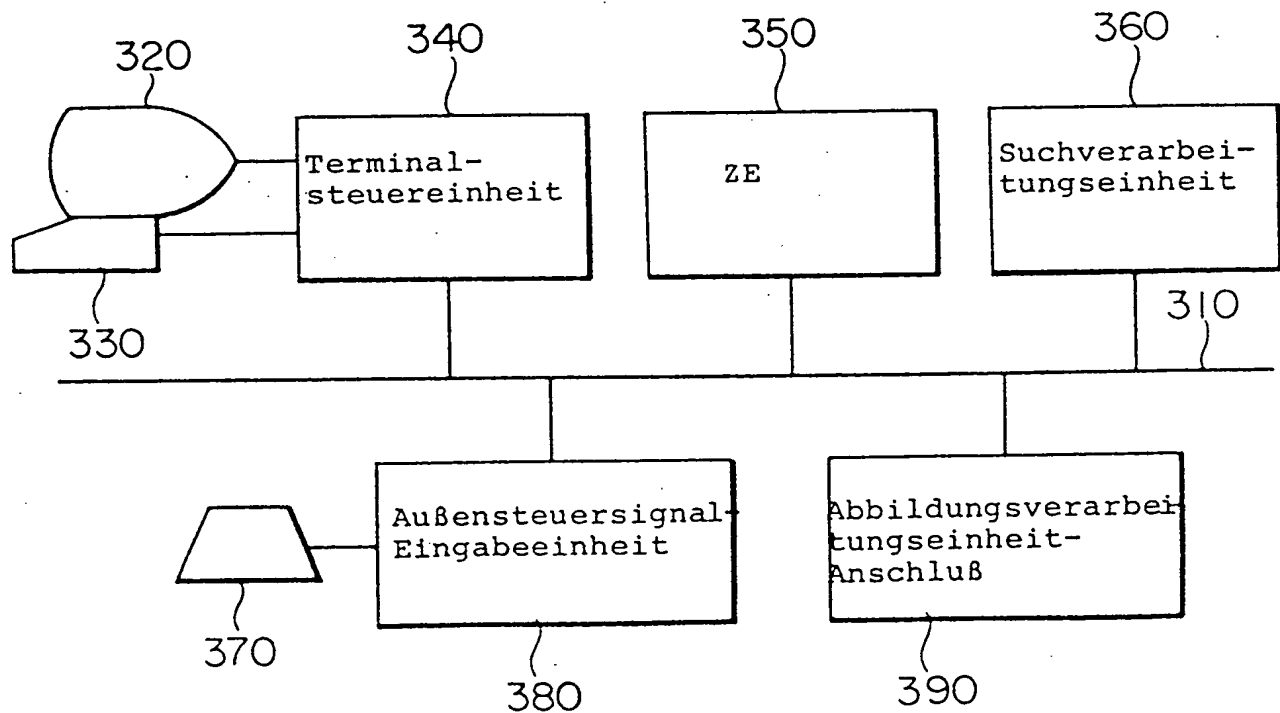 320
340
350
360
Terminal-
steuereinheit
ZE
Suchverarbei-
tungseinheit
330
310
Außensteuersignal-
Eingabeeinheit
Abbildungsverarbei-
tungseinheit-
Anschluß
370
380
390